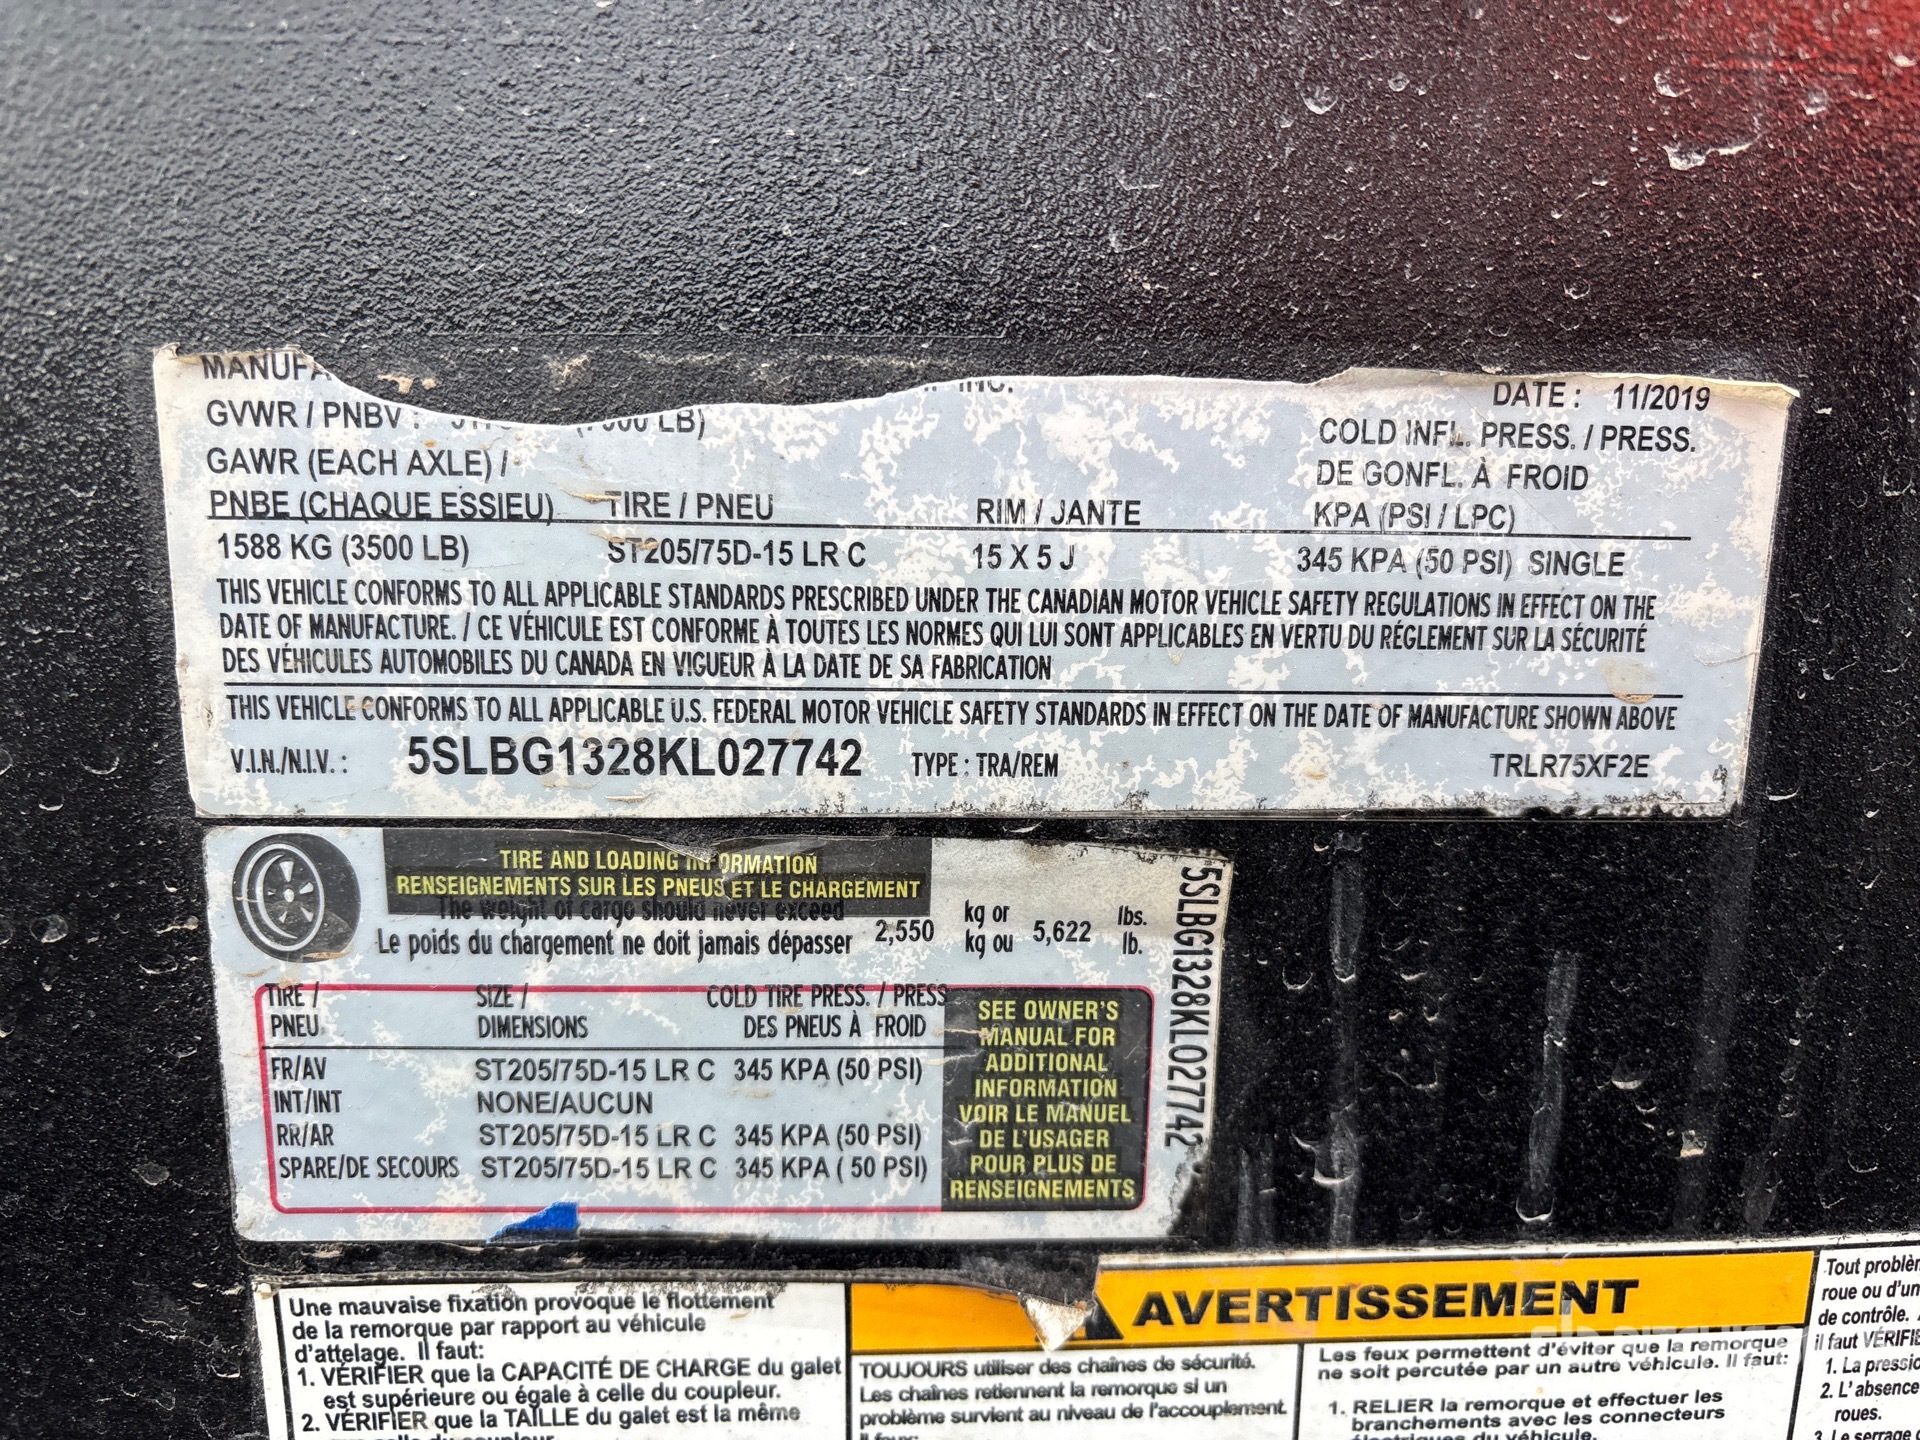 DATE : 11/2019
GVWR / PNBV :
COLD INFL. PRESS. / PRESS.
GAWR (EACH AXLE) /
DE GONFL. À FROID
PNBE (CHAQUE ESSIEU) TIRE / PNEU RIM / JANTE KPA (PSI / LPC)
1588 KG (3500 LB) ST205/75D-15 LR C 15 X 5 J 345 KPA (50 PSI) SINGLE
THIS VEHICLE CONFORMS TO ALL APPLICABLE STANDARDS PRESCRIBED UNDER THE CANADIAN MOTOR VEHICLE SAFETY REGULATIONS IN EFFECT ON THE
DATE OF MANUFACTURE. / CE VÉHICULE EST CONFORME À TOUTES LES NORMES QUI LUI SONT APPLICABLES EN VERTU DU RÉGLEMENT SUR LA SÉCURITÉ
DES VÉHICULES AUTOMOBILES DU CANADA EN VIGUEUR À LA DATE DE SA FABRICATION
THIS VEHICLE CONFORMS TO ALL APPLICABLE U.S. FEDERAL MOTOR VEHICLE SAFETY STANDARDS IN EFFECT ON THE DATE OF MANUFACTURE SHOWN ABOVE
V.I.N./N.I.V. : 5SLBG1328KL027742 TYPE : TRA/REM TRLR75XF2E
TIRE AND LOADING INFORMATION
RENSEIGNEMENTS SUR LES PNEUS ET LE CHARGEMENT
The weight of cargo should never exceed kg or lbs.
Le poids du chargement ne doit jamais dépasser 2,550 kg ou 5,622 lb.
5SLBG1328KL027742
TIRE / SIZE / COLD TIRE PRESS. / PRESS
PNEU DIMENSIONS DES PNEUS À FROID
FR/AV ST205/75D-15 LR C 345 KPA (50 PSI)
INT/INT NONE/AUCUN
RR/AR ST205/75D-15 LR C 345 KPA (50 PSI)
SPARE/DE SECOURS ST205/75D-15 LR C 345 KPA ( 50 PSI)
SEE OWNER'S
MANUAL FOR
ADDITIONAL
INFORMATION
VOIR LE MANUEL
DE L'USAGER
POUR PLUS DE
RENSEIGNEMENTS
Une mauvaise fixation provoque le flottement
de la remorque par rapport au véhicule
d'attelage. Il faut:
1. VÉRIFIER que la CAPACITÉ DE CHARGE du galet
est supérieure ou égale à celle du coupleur.
2. VÉRIFIER que la TAILLE du galet est la même
AVERTISSEMENT
TOUJOURS utiliser des chaînes de sécurité.
Les chaînes retiennent la remorque si un
problème survient au niveau de l'accouplement.
Les feux permettent d'éviter que la remorque
ne soit percutée par un autre véhicule. Il faut:
1. RELIER la remorque et effectuer les
branchements avec les connecteurs
électriques du véhicule.
Tout
roue ou d'un
de contrôle.
il faut
1. La
2. L'absence
roues.
3. Le serrage